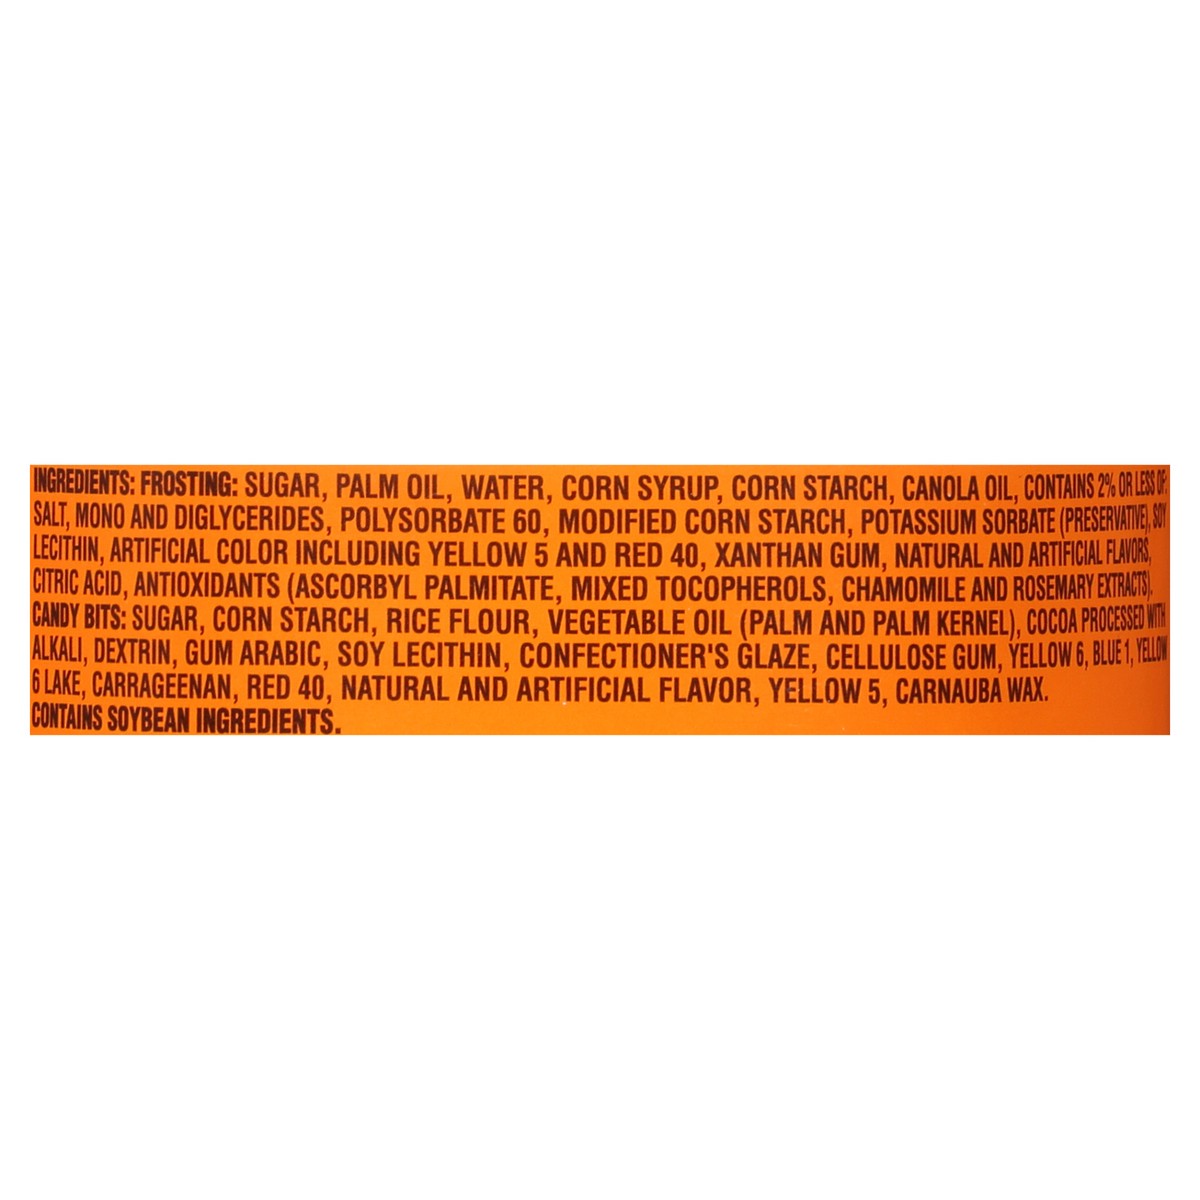 INGREDIENTS: FROSTING: SUGAR, PALM OIL, WATER, CORN SYRUP, CORN STARCH, CANOLA OIL, CONTAINS 2% OR LESS OF:
SALT, MONO AND DIGLYCERIDES, POLYSORBATE 60, MODIFIED CORN STARCH, POTASSIUM SORBATE (PRESERVATIVE), SOY
LECITHIN, ARTIFICIAL COLOR INCLUDING YELLOW 5 AND RED 40, XANTHAN GUM, NATURAL AND ARTIFICIAL FLAVORS,
CITRIC ACID, ANTIOXIDANTS (ASCORBYL PALMITATE, MIXED TOCOPHEROLS, CHAMOMILE AND ROSEMARY EXTRACTS).
CANDY BITS: SUGAR, CORN STARCH, RICE FLOUR, VEGETABLE OIL (PALM AND PALM KERNEL), COCOA PROCESSED WITH
ALKALI, DEXTRIN, GUM ARABIC, SOY LECITHIN, CONFECTIONER'S GLAZE, CELLULOSE GUM, YELLOW 6, BLUE 1, YELLOW
6 LAKE, CARRAGEENAN, RED 40, NATURAL AND ARTIFICIAL FLAVOR, YELLOW 5, CARNAUBA WAX.
CONTAINS SOYBEAN INGREDIENTS.